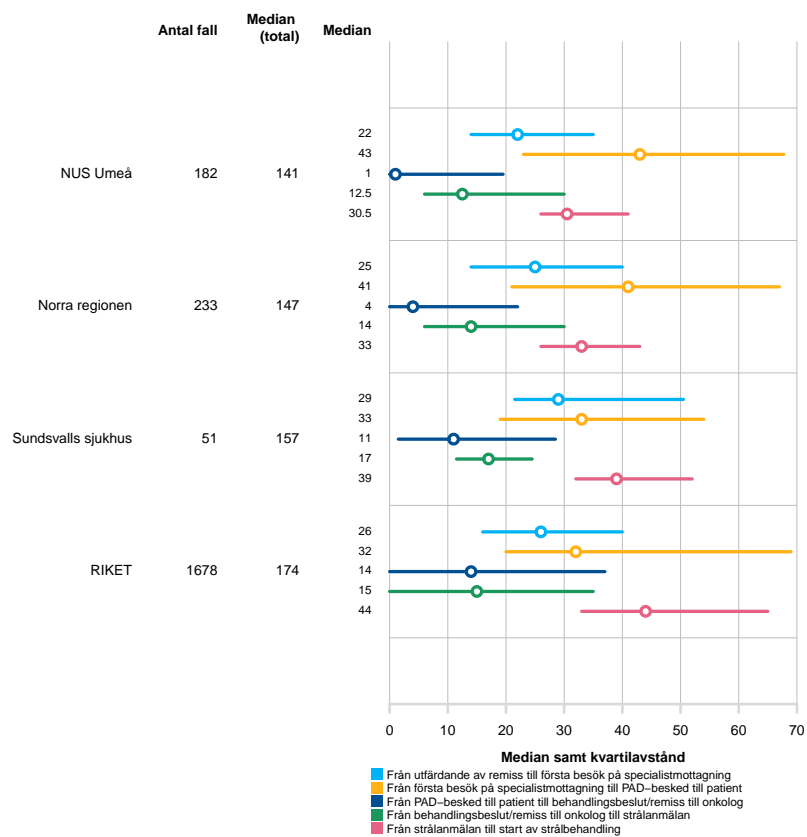 Antal fall Median (total) Median
22
43
NUS Umeå 182 141 1
12.5
30.5
25
41
Norra regionen 233 147 4
14
33
29
33
Sundsvalls sjukhus 51 157 11
17
39
26
32
RIKET 1678 174 14
15
44
0 10 20 30 40 50 60 70
Median samt kvartilavstånd
Från utfärdande av remiss till första besök på specialistmottagning
Från första besök på specialistmottagning till PAD−besked till patient
Från PAD−besked till patient till behandlingsbeslut/remiss till onkolog
Från behandlingsbeslut/remiss till onkolog till strålanmälan
Från strålanmälan till start av strålbehandling